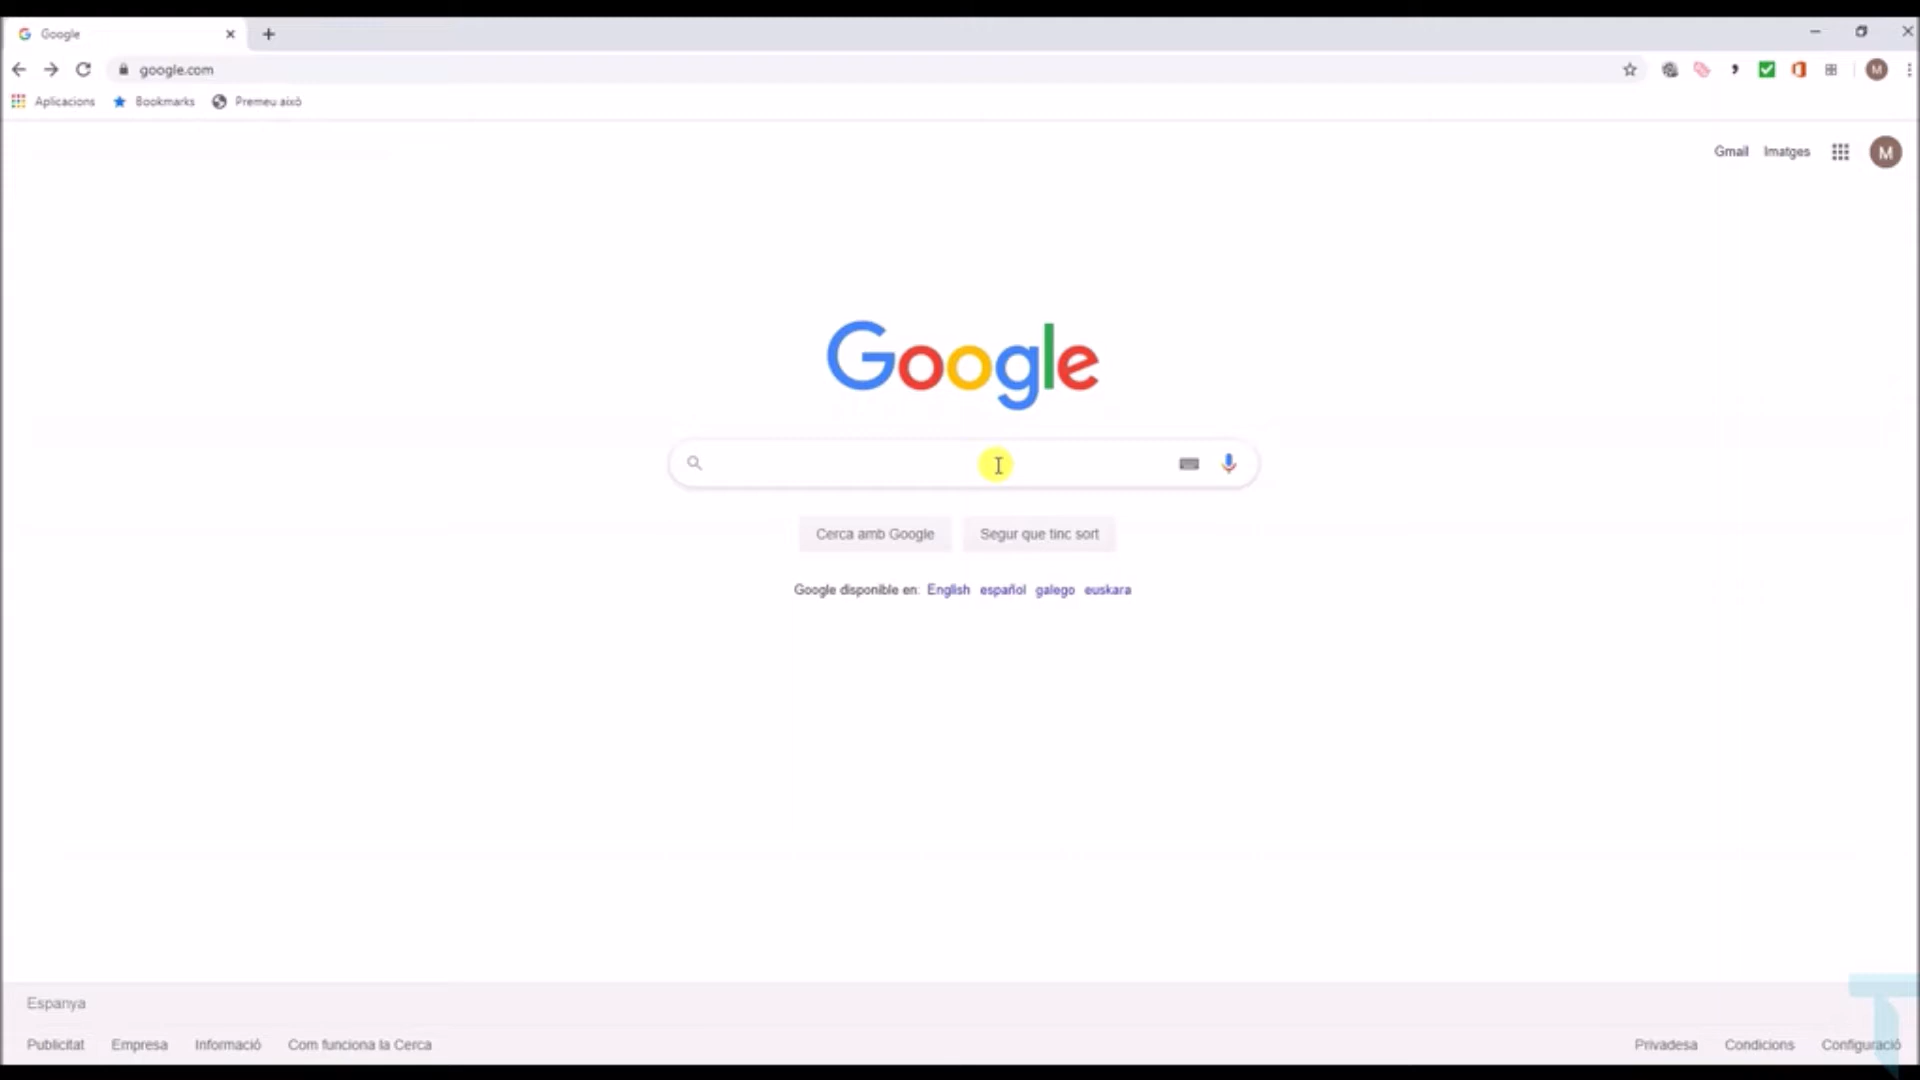 Google
google.com
Aplicacions Bookmarks Premeu això
M
Gmail Imatges M
Google
Cerca amb Google Segur que tinc sort
Google disponible en: English español galego euskara
Espanya
Publicitat Empresa Informació Com funciona la Cerca Privadesa Condicions Configuració